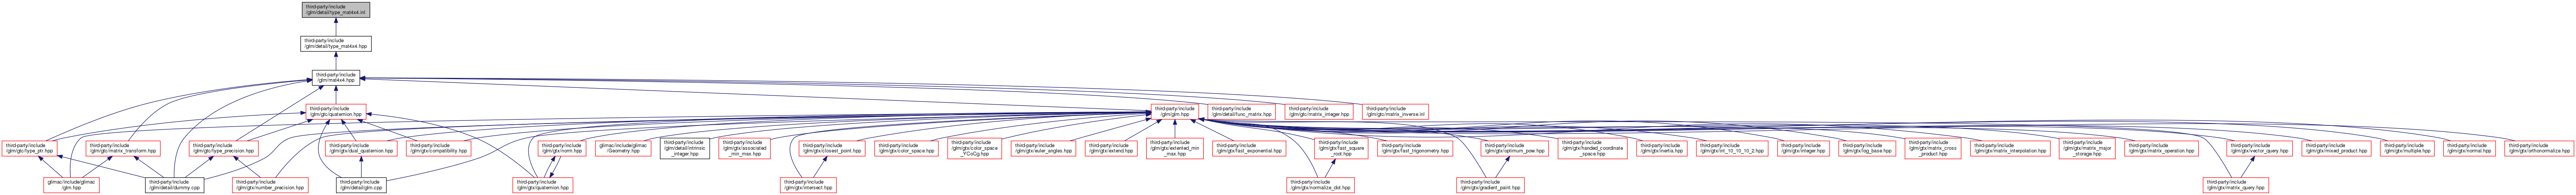 third-party/include
/glm/detail/type_mat4x4.inl
third-party/include
/glm/detail/type_mat4x4.hpp
third-party/include
/glm/mat4x4.hpp
third-party/include
/glm/gtc/quaternion.hpp
third-party/include
/glm/glm.hpp
third-party/include
/glm/detail/func_matrix.hpp
third-party/include
/glm/gtc/matrix_integer.hpp
third-party/include
/glm/gtc/matrix_inverse.inl
third-party/include
/glm/gtc/type_ptr.hpp
third-party/include
/glm/gtc/matrix_transform.hpp
third-party/include
/glm/gtc/type_precision.hpp
third-party/include
/glm/gtx/dual_quaternion.hpp
third-party/include
/glm/gtx/compatibility.hpp
third-party/include
/glm/gtx/norm.hpp
glimac/include/glimac
/Geometry.hpp
third-party/include
/glm/detail/intrinsic
_integer.hpp
third-party/include
/glm/gtx/associated
_min_max.hpp
third-party/include
/glm/gtx/closest_point.hpp
third-party/include
/glm/gtx/color_space.hpp
third-party/include
/glm/gtx/color_space
_YCoCg.hpp
third-party/include
/glm/gtx/euler_angles.hpp
third-party/include
/glm/gtx/extend.hpp
third-party/include
/glm/gtx/extented_min
_max.hpp
third-party/include
/glm/gtx/fast_exponential.hpp
third-party/include
/glm/gtx/fast_square
_root.hpp
third-party/include
/glm/gtx/fast_trigonometry.hpp
third-party/include
/glm/gtx/optimum_pow.hpp
third-party/include
/glm/gtx/handed_coordinate
_space.hpp
third-party/include
/glm/gtx/inertia.hpp
third-party/include
/glm/gtx/int_10_10_10_2.hpp
third-party/include
/glm/gtx/integer.hpp
third-party/include
/glm/gtx/log_base.hpp
third-party/include
/glm/gtx/matrix_cross
_product.hpp
third-party/include
/glm/gtx/matrix_interpolation.hpp
third-party/include
/glm/gtx/matrix_major
_storage.hpp
third-party/include
/glm/gtx/matrix_operation.hpp
third-party/include
/glm/gtx/vector_query.hpp
third-party/include
/glm/gtx/mixed_product.hpp
third-party/include
/glm/gtx/multiple.hpp
third-party/include
/glm/gtx/normal.hpp
third-party/include
/glm/gtx/orthonormalize.hpp
glimac/include/glimac
/glm.hpp
third-party/include
/glm/detail/dummy.cpp
third-party/include
/glm/gtx/number_precision.hpp
third-party/include
/glm/detail/glm.cpp
third-party/include
/glm/gtx/quaternion.hpp
third-party/include
/glm/gtx/intersect.hpp
third-party/include
/glm/gtx/normalize_dot.hpp
third-party/include
/glm/gtx/gradient_paint.hpp
third-party/include
/glm/gtx/matrix_query.hpp